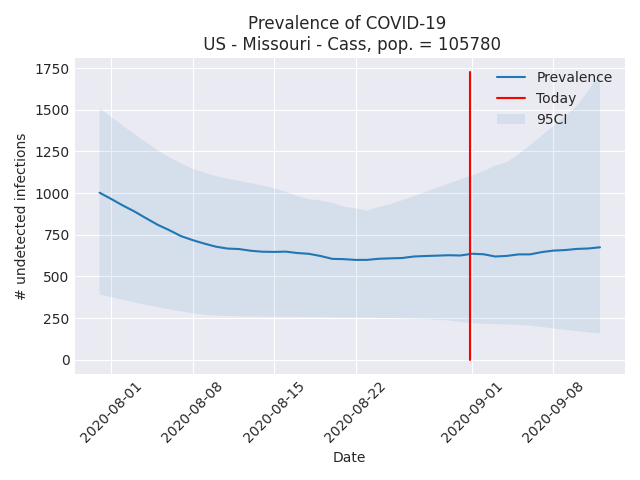 Prevalence of COVID-19
US - Missouri - Cass, pop. = 105780
Prevalence
Today
95CI
1750
1500
1250
1000
750
500
250
0
# undetected infections
2020-08-01
2020-08-08
2020-08-15
2020-08-22
2020-09-01
2020-09-08
Date